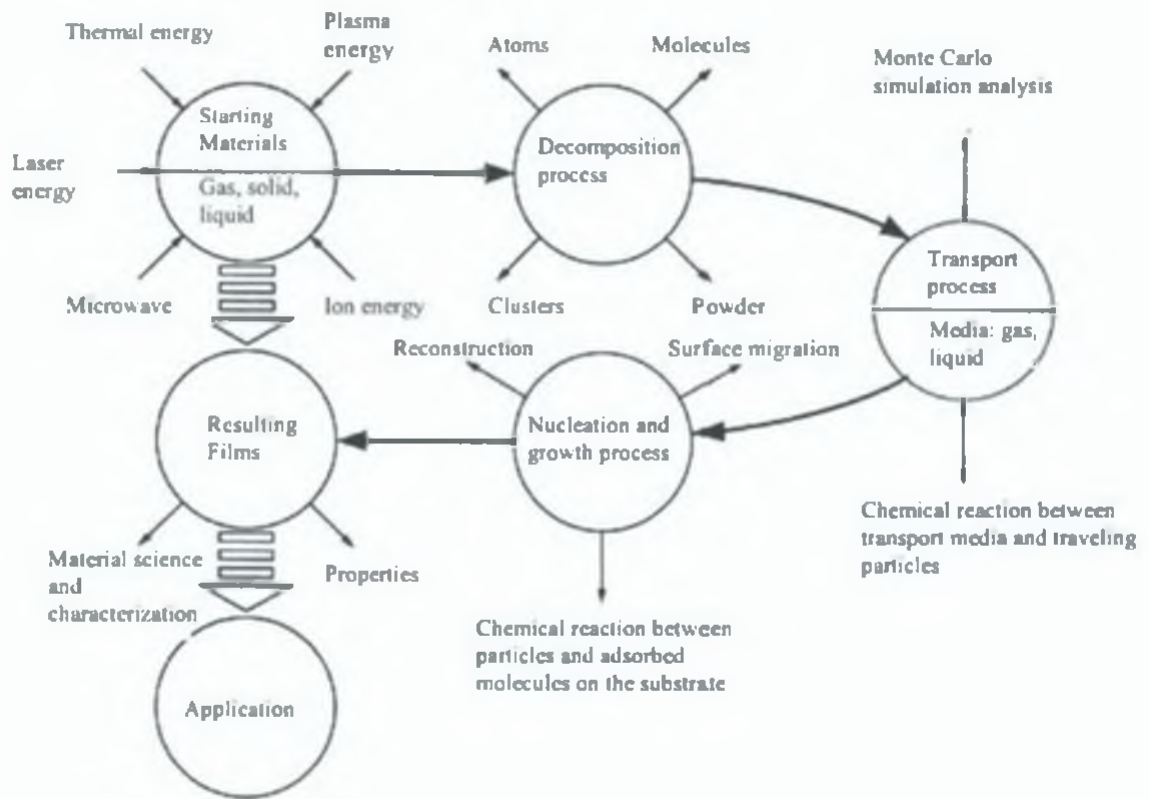 Thermal energy
Plasma
energy
Atoms
Molecules
Monte Carlo
simulation analysis
Starting
Materials
Gas, solid,
liquid
Laser
energy
Decomposition
process
Microwave
Ion energy
Clusters
Powder
Transport
process
Media: gas,
liquid
Reconstruction
Surface migration
Resulting
Films
Nucleation and
growth process
Chemical reaction between
transport media and traveling
particles
Material science
and
characterization
Properties
Chemical reaction between
particles and adsorbed
molecules on the substrate
Application